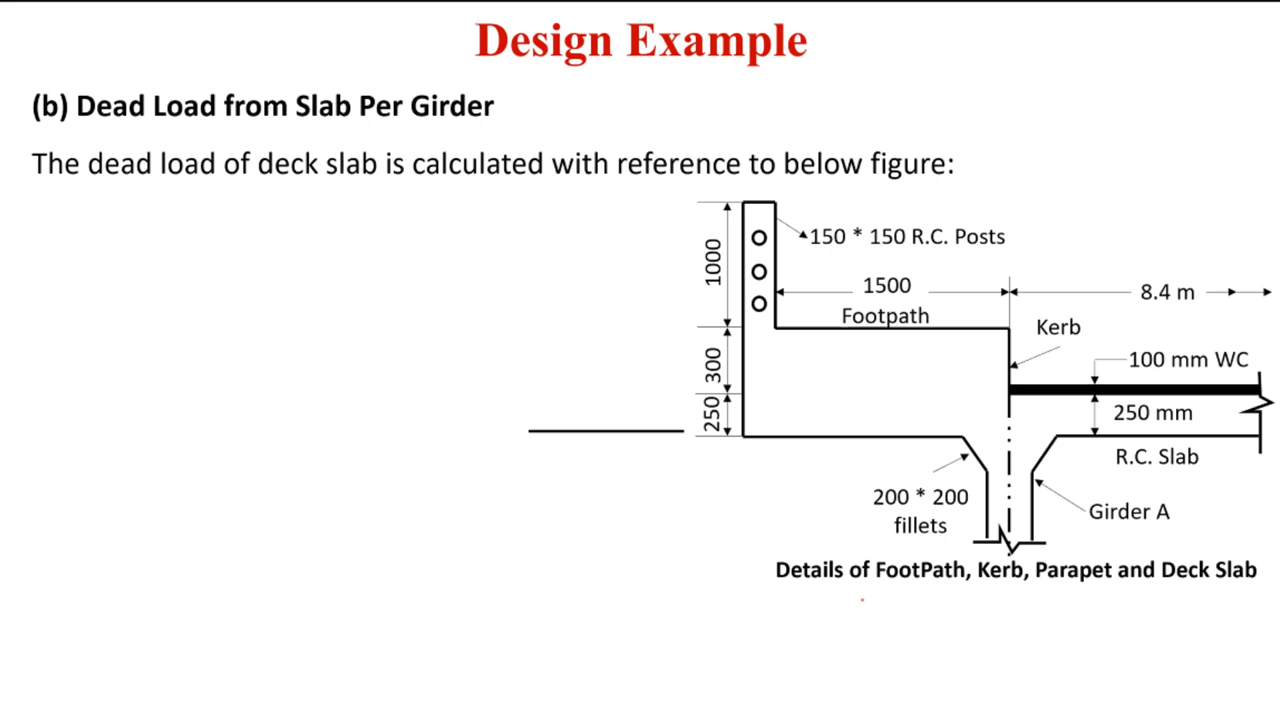 Design Example
(b) Dead Load from Slab Per Girder
The dead load of deck slab is calculated with reference to below figure:
1000
150 * 150 R.C. Posts
1500
8.4 m
Footpath
Kerb
300
100 mm WC
250
250 mm
R.C. Slab
200 * 200
fillets
Girder A
Details of FootPath, Kerb, Parapet and Deck Slab